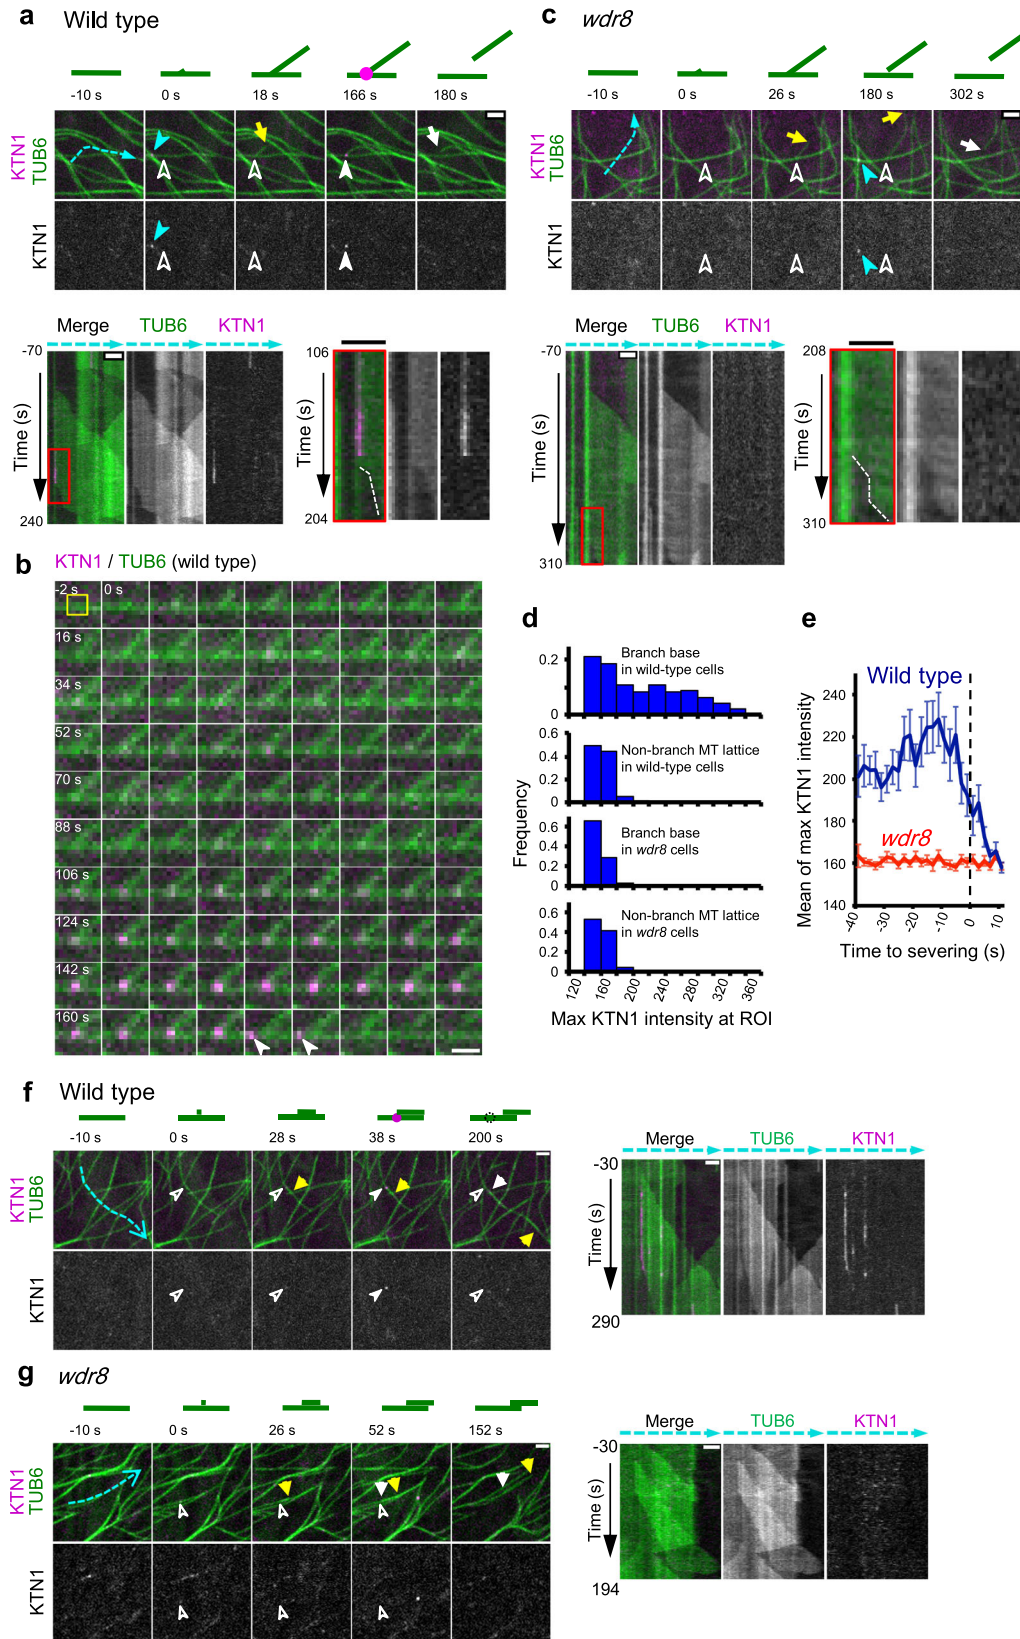 a Wild type
-10 s 0 s 18 s 166 s 180 s
KTN1
TUB6
KTN1
Merge TUB6 KTN1
-70
Time (s)
240
106
Time (s)
204
b KTN1 / TUB6 (wild type)
-2 s 0 s
16 s
34 s
52 s
70 s
88 s
106 s
124 s
142 s
160 s
c wdr8
-10 s 0 s 26 s 180 s 302 s
KTN1
TUB6
KTN1
Merge TUB6 KTN1
-70
Time (s)
310
208
Time (s)
310
d
Frequency
0.2
0
Branch base
in wild-type cells
0.6
0.4
0.2
0
Non-branch MT lattice
in wild-type cells
0.6
0.4
0.2
0
Branch base
in wdr8 cells
0.6
0.4
0.2
0
Non-branch MT lattice
in wdr8 cells
120 160 200 240 280 320 360
Max KTN1 intensity at ROI
e
Wild type
wdr8
Mean of max KTN1 intensity
240
220
200
180
160
140
-40 -30 -20 -10 0 10
Time to severing (s)
f Wild type
-10 s 0 s 28 s 38 s 200 s
KTN1
TUB6
KTN1
Merge TUB6 KTN1
-30
Time (s)
290
g wdr8
-10 s 0 s 26 s 52 s 152 s
KTN1
TUB6
KTN1
Merge TUB6 KTN1
-30
Time (s)
194